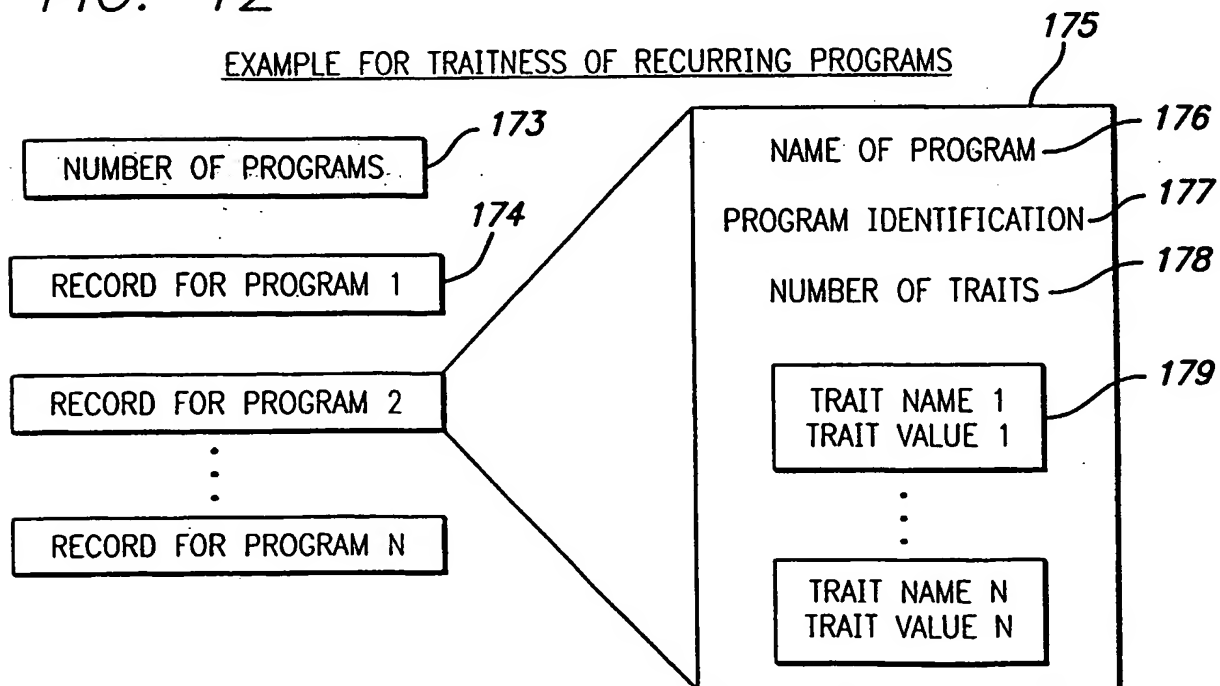 FIG. 12
EXAMPLE FOR TRAITNESS OF RECURRING PROGRAMS
175
173
NUMBER OF PROGRAMS
174
RECORD FOR PROGRAM 1
RECORD FOR PROGRAM 2
RECORD FOR PROGRAM N
NAME OF PROGRAM
176
PROGRAM IDENTIFICATION
177
NUMBER OF TRAITS
178
TRAIT NAME 1
TRAIT VALUE 1
179
TRAIT NAME N
TRAIT VALUE N